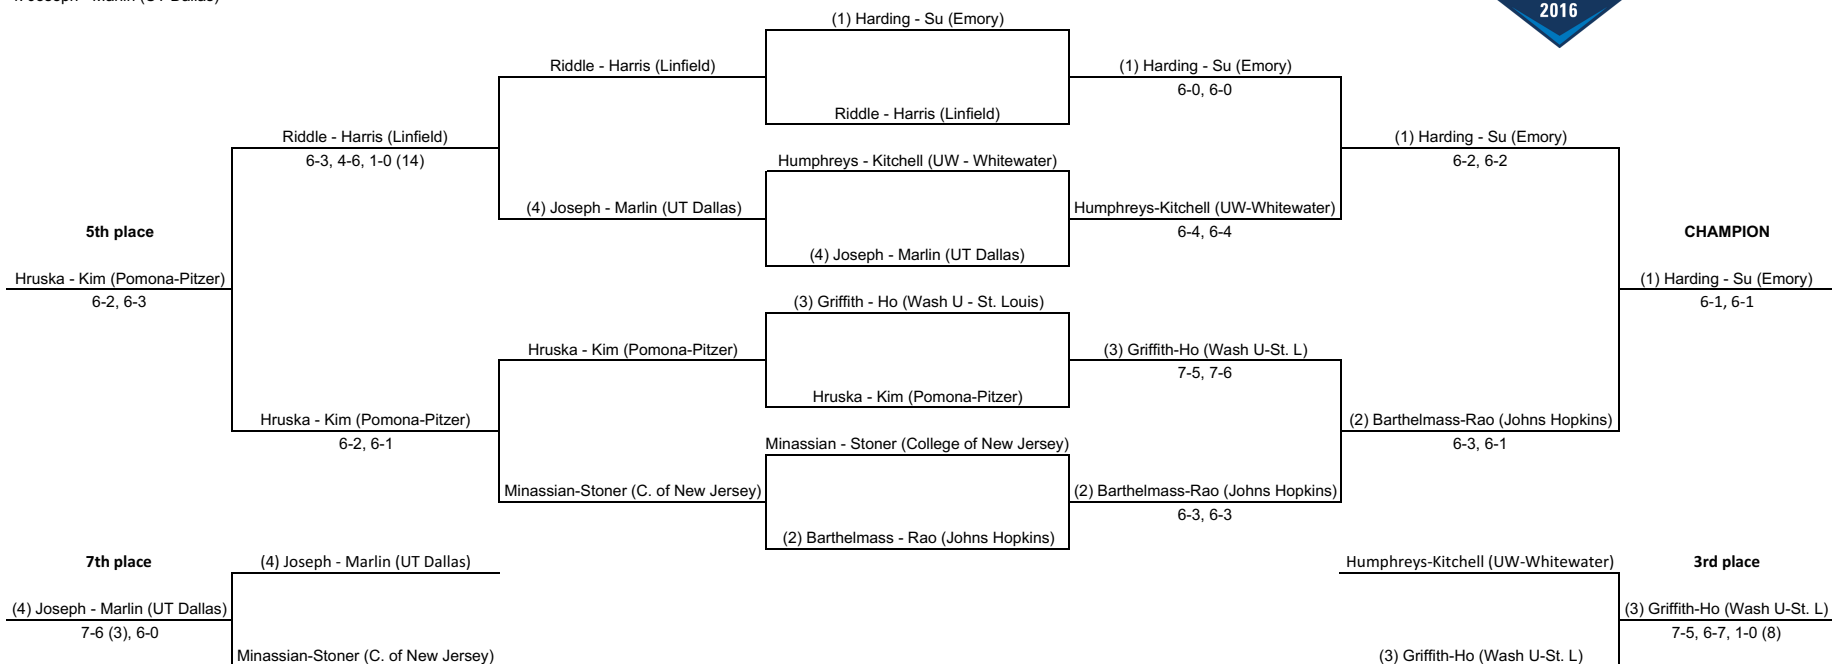 2016
(1) Harding - Su (Emory)
Riddle - Harris (Linfield)
(1) Harding - Su (Emory)
6-0, 6-0
Riddle - Harris (Linfield)
Riddle - Harris (Linfield)
6-3, 4-6, 1-0 (14)
(1) Harding - Su (Emory)
6-2, 6-2
Humphreys - Kitchell (UW - Whitewater)
(4) Joseph - Marlin (UT Dallas)
Humphreys-Kitchell (UW-Whitewater)
6-4, 6-4
5th place
CHAMPION
(4) Joseph - Marlin (UT Dallas)
Hruska - Kim (Pomona-Pitzer)
6-2, 6-3
(1) Harding - Su (Emory)
6-1, 6-1
(3) Griffith - Ho (Wash U - St. Louis)
Hruska - Kim (Pomona-Pitzer)
(3) Griffith-Ho (Wash U-St. L)
7-5, 7-6
Hruska - Kim (Pomona-Pitzer)
Hruska - Kim (Pomona-Pitzer)
6-2, 6-1
(2) Barthelmass-Rao (Johns Hopkins)
6-3, 6-1
Minassian - Stoner (College of New Jersey)
Minassian-Stoner (C. of New Jersey)
(2) Barthelmass-Rao (Johns Hopkins)
6-3, 6-3
(2) Barthelmass - Rao (Johns Hopkins)
7th place
(4) Joseph - Marlin (UT Dallas)
Humphreys-Kitchell (UW-Whitewater)
3rd place
(4) Joseph - Marlin (UT Dallas)
7-6 (3), 6-0
(3) Griffith-Ho (Wash U-St. L)
7-5, 6-7, 1-0 (8)
Minassian-Stoner (C. of New Jersey)
(3) Griffith-Ho (Wash U-St. L)